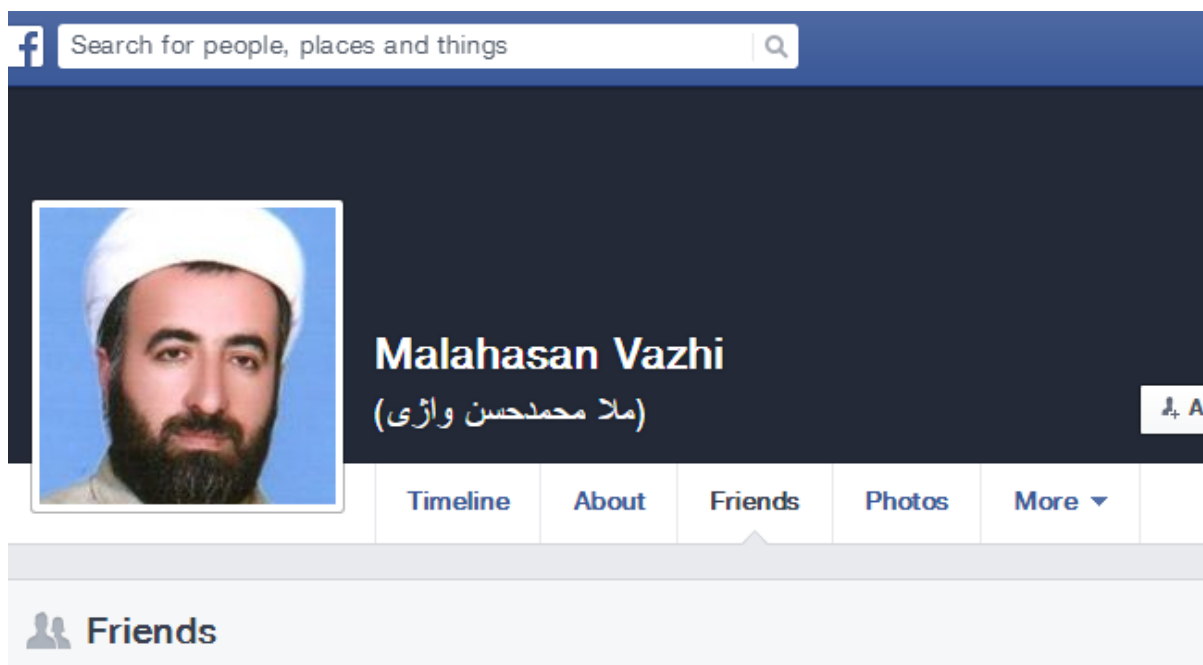 f Search for people, places and things
Malahasan Vazhi
(ملا محمدحسن واژی)
A
Timeline About Friends Photos More
Friends